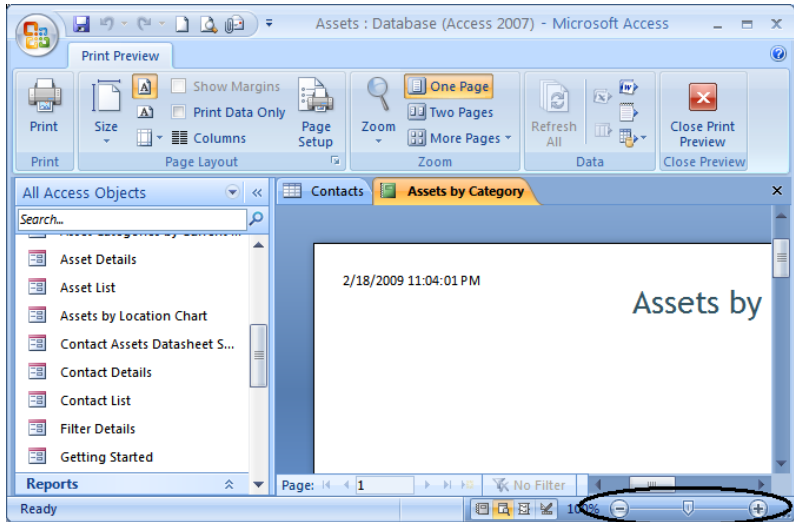 Assets : Database (Access 2007) - Microsoft Access
Print Preview
Show Margins
Print Data Only
Columns
Print
Size
Page Setup
Zoom
One Page
Two Pages
More Pages
Refresh All
Close Print Preview
Print
Page Layout
Zoom
Data
Close Preview
All Access Objects
Contacts
Assets by Category
Search...
Asset Details
Asset List
Assets by Location Chart
Contact Assets Datasheet S...
Contact Details
Contact List
Filter Details
Getting Started
Reports
2/18/2009 11:04:01 PM
Assets by
Page:
1
No Filter
Ready
100%